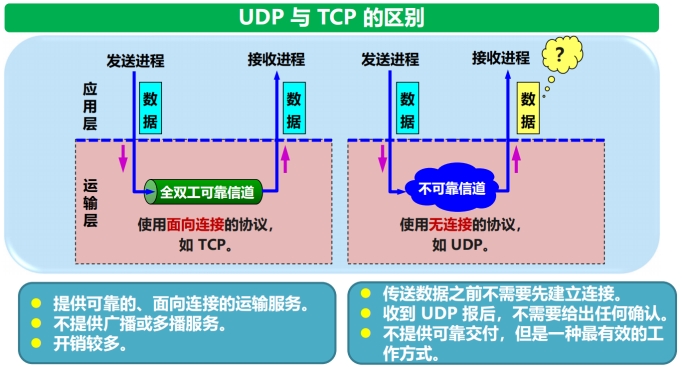 UDP 与 TCP 的区别
发送进程
接收进程
发送进程
接收进程
?
应用层
数据
数据
数据
数据
运输层
全双工可靠信道
不可靠信道
使用面向连接的协议，
如 TCP。
使用无连接的协议，
如 UDP。
提供可靠的、面向连接的运输服务。
不提供广播或多播服务。
开销较多。
传送数据之前不需要先建立连接。
收到 UDP 报后，不需要给出任何确认。
不提供可靠交付，但是一种最有效的工
作方式。